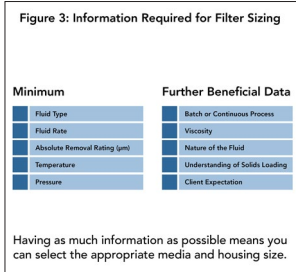 Figure 3: Information Required for Filter Sizing
Minimum
Fluid Type
Fluid Rate
Absolute Removal Rating (μm)
Temperature
Pressure
Further Beneficial Data
Batch or Continuous Process
Viscosity
Nature of the Fluid
Understanding of Solids Loading
Client Expectation
Having as much information as possible means you
can select the appropriate media and housing size.